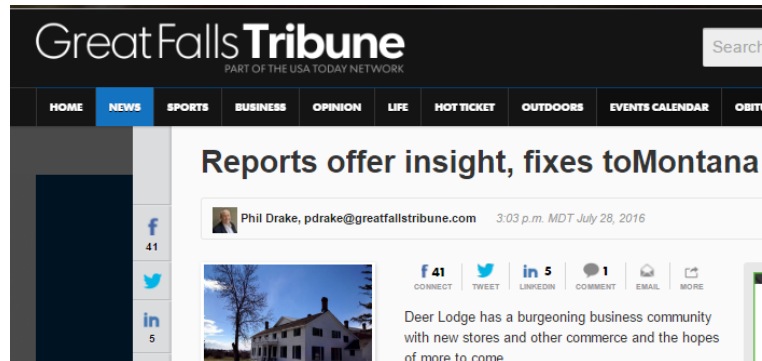 Great Falls Tribune
PART OF THE USA TODAY NETWORK
Search
HOME NEWS SPORTS BUSINESS OPINION LIFE HOT TICKET OUTDOORS EVENTS CALENDAR OBITU
Reports offer insight, fixes toMontana
Phil Drake, pdrake@greatfallstribune.com 3:03 p.m. MDT July 28, 2016
f 41 in 5 1
CONNECT TWEET LINKEDIN COMMENT EMAIL MORE
f
41
in
5
Deer Lodge has a burgeoning business community
with new stores and other commerce and the hopes
of more to come